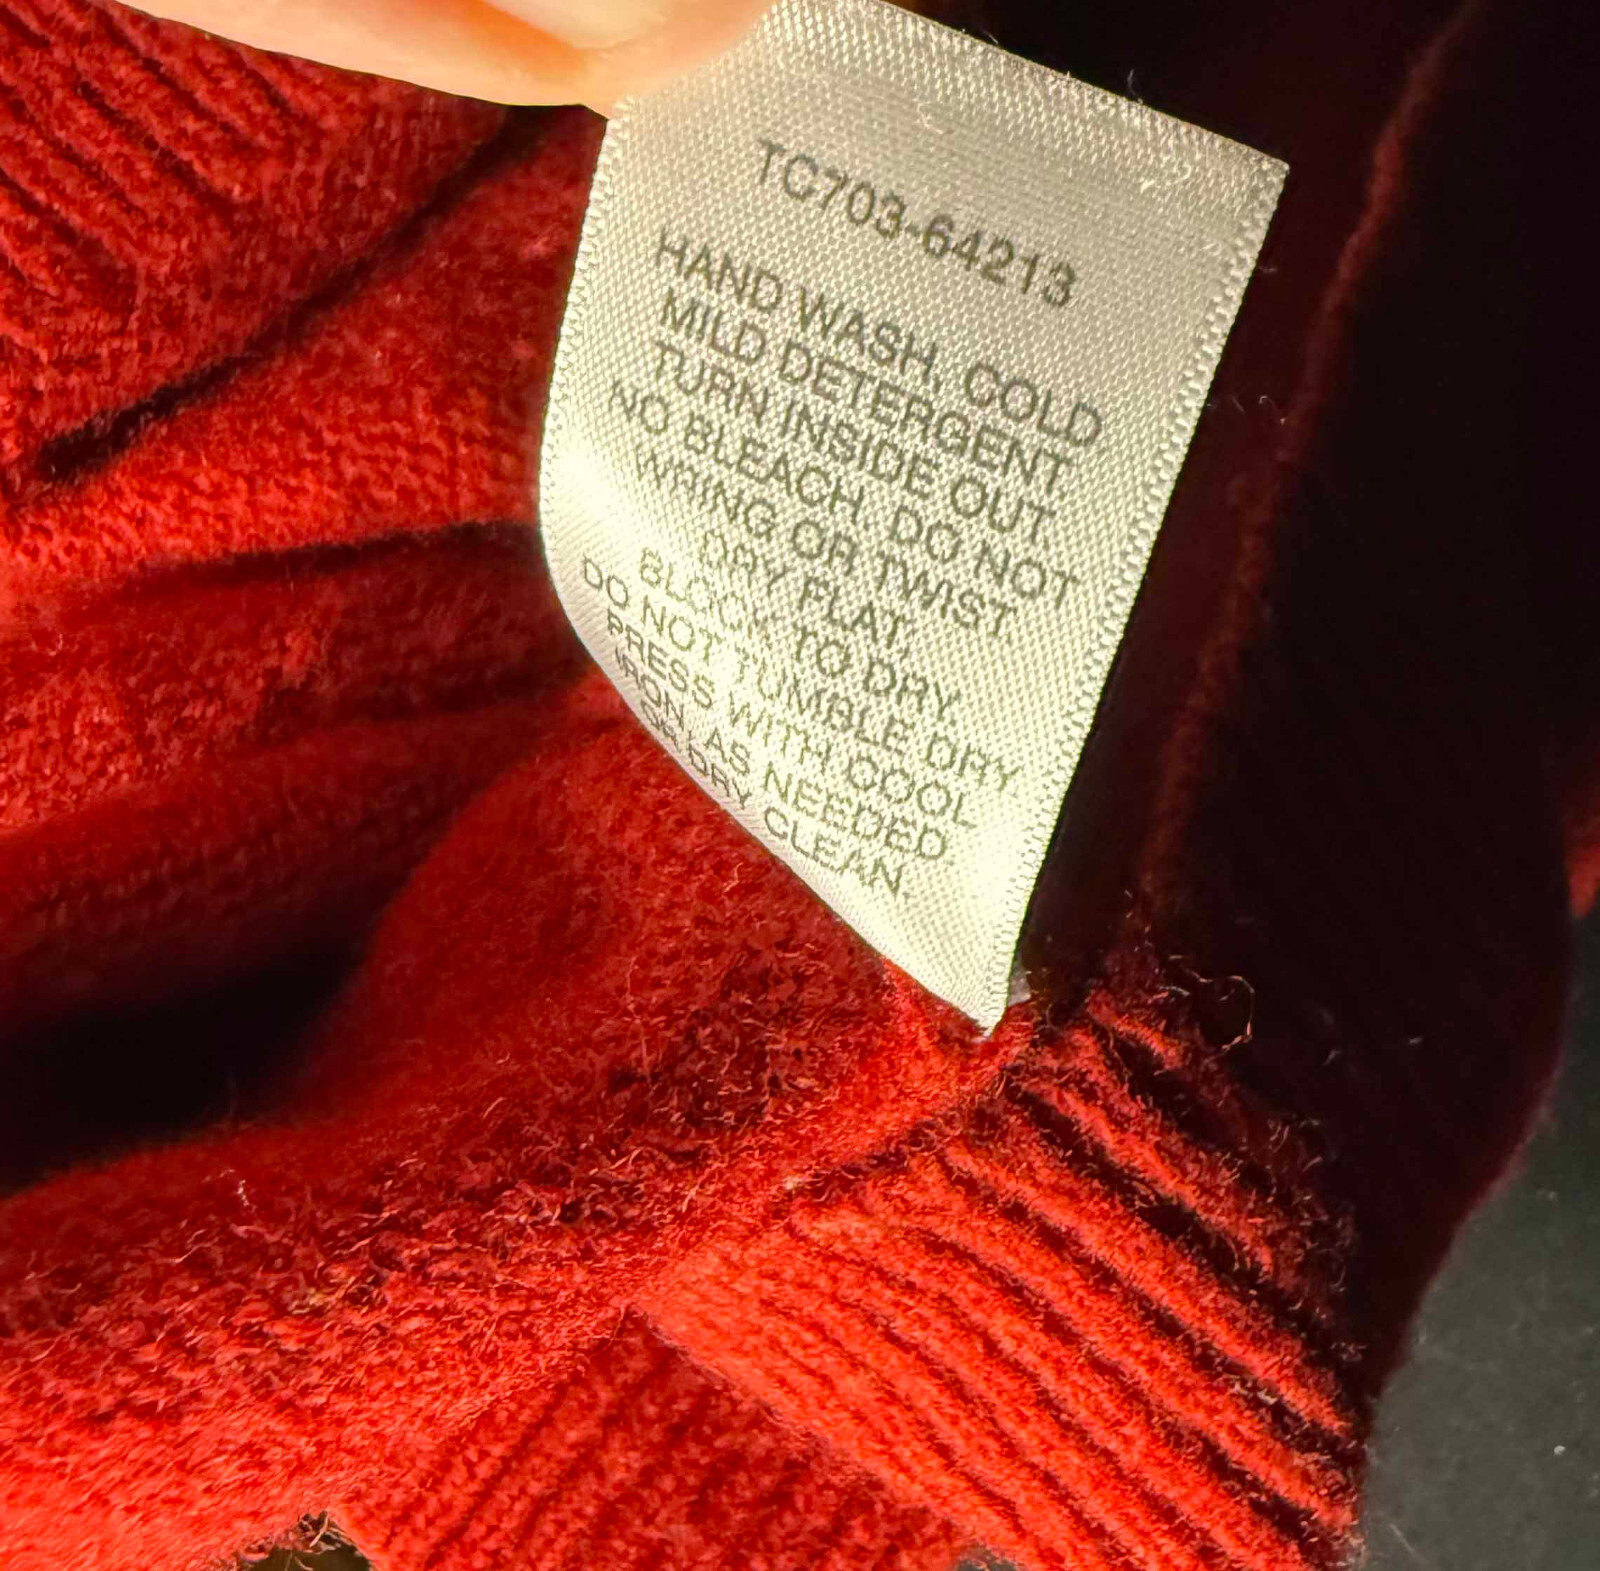 TC703-64213
HAND WASH, COLD
MILD DETERGENT.
TURN INSIDE OUT.
NO BLEACH. DO NOT
WRING OR TWIST.
DRY FLAT,
BLOCK TO DRY.
DO NOT TUMBLE DRY
PRESS WITH COOL
IRON AS NEEDED
OR DRY CLEAN.